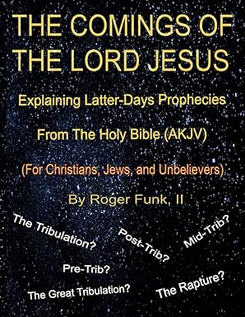 THE COMINGS OF
THE LORD JESUS
Explaining Latter-Days Prophecies
From The Holy Bible (AKJV)
(For Christians, Jews, and Unbelievers)
By Roger Funk, II
The Tribulation?
Post-Trib?
Mid-Trib?
Pre-Trib?
The Great Tribulation?
The Rapture?